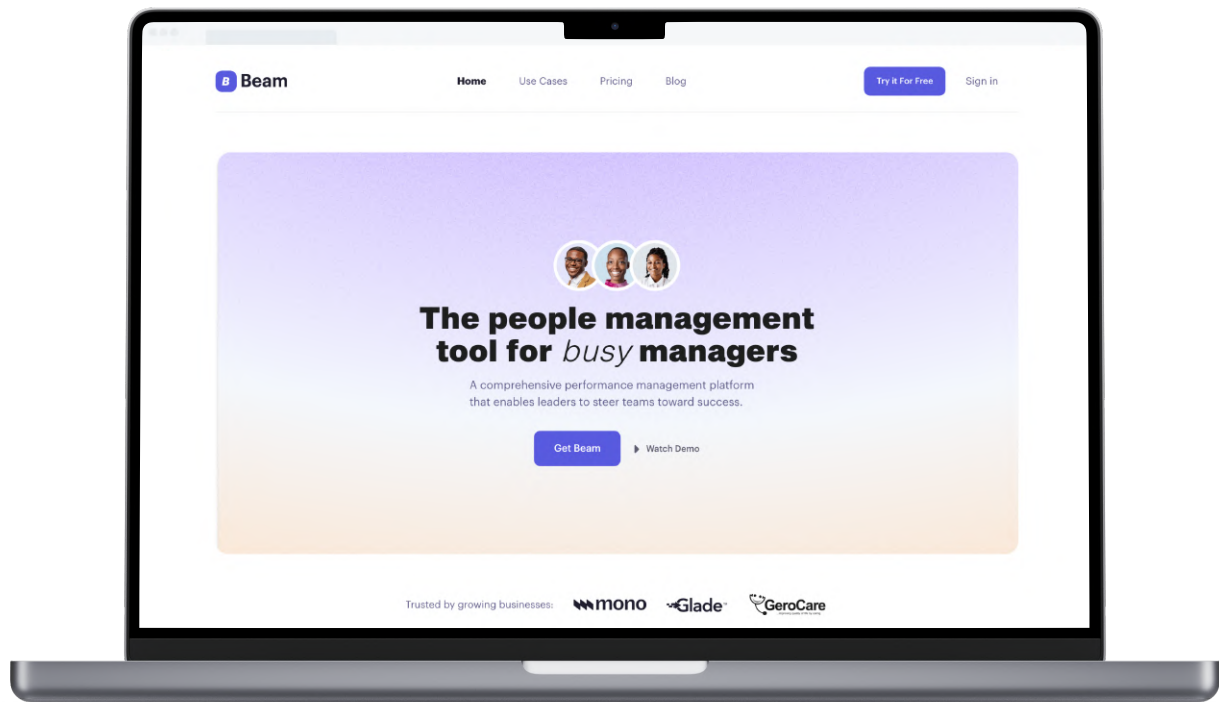 B Beam
Home Use Cases Pricing Blog
Try it For Free Sign in
The people management
tool for busy managers
A comprehensive performance management platform
that enables leaders to steer teams toward success.
Get Beam Watch Demo
Trusted by growing businesses: mono Glade GeroCare